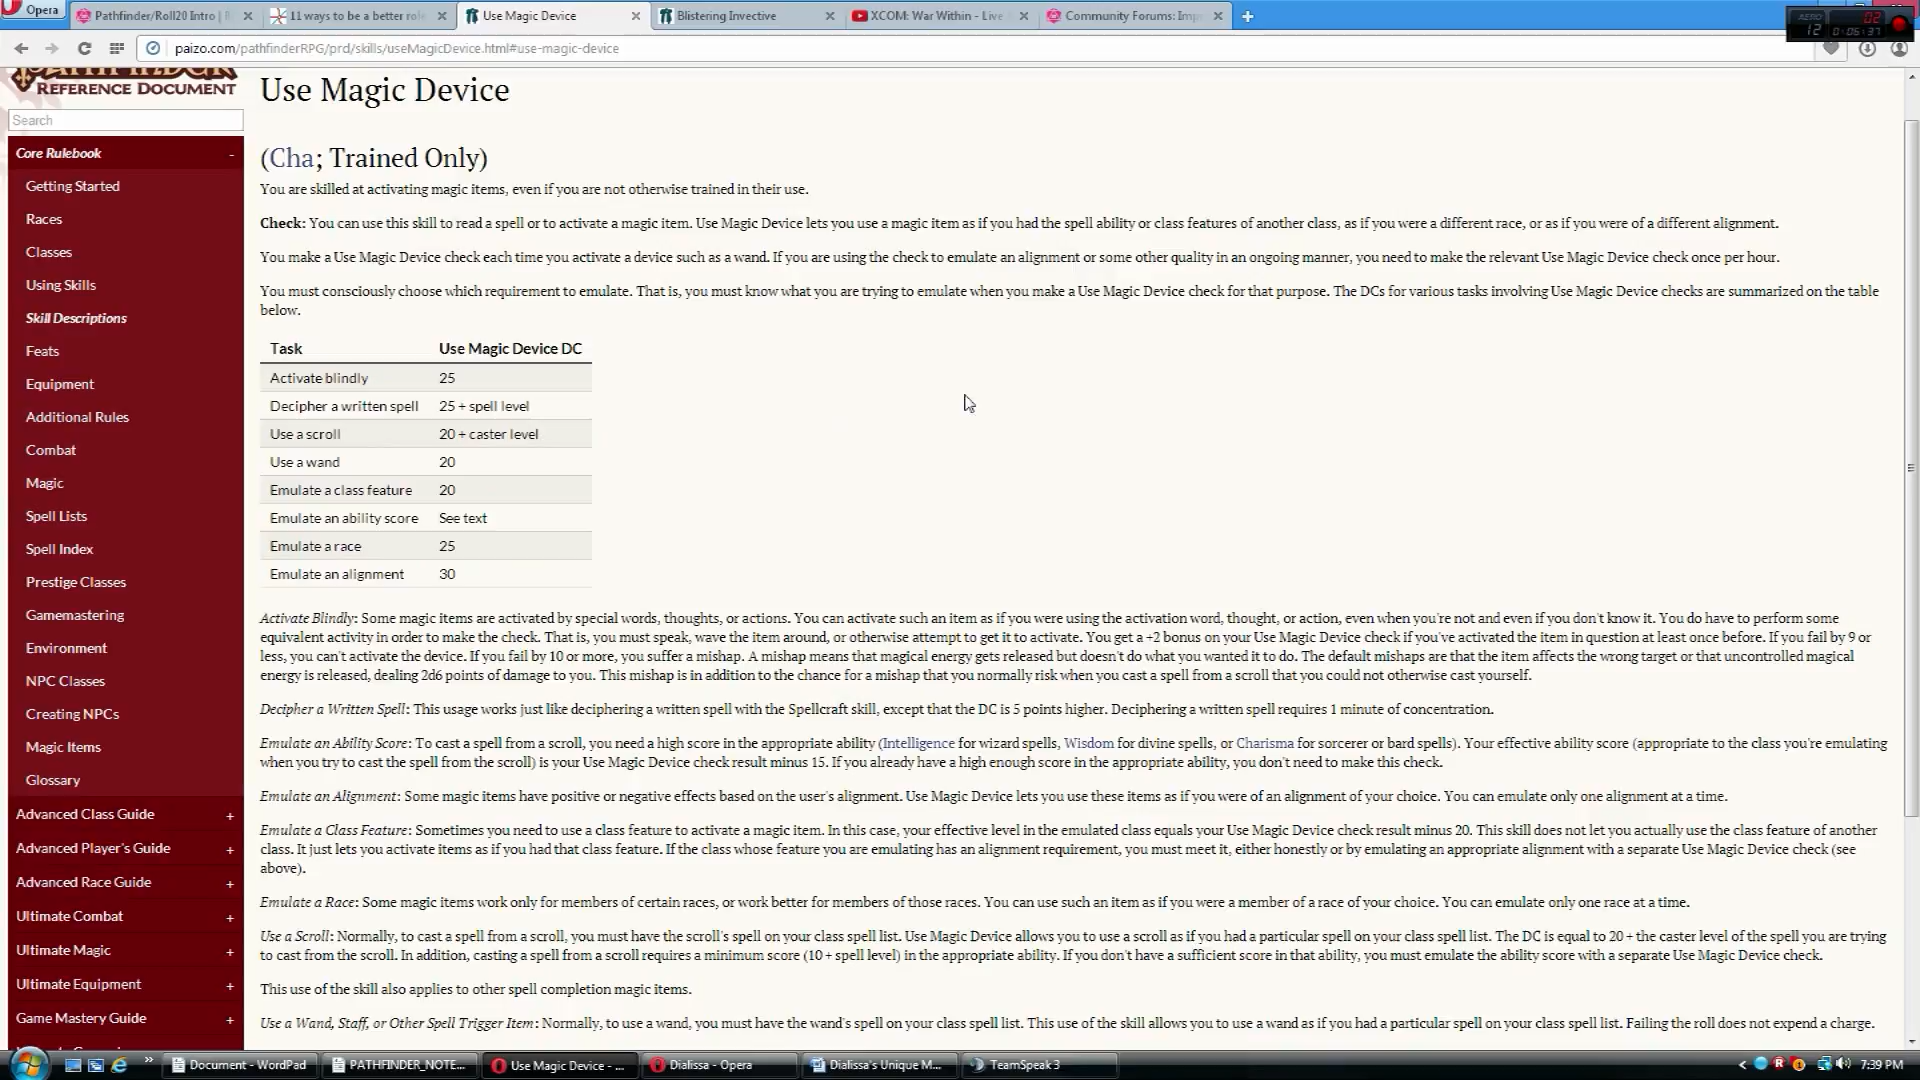 Opera
Pathfinder/Roll20 Intro |
11 ways to be a better role
Use Magic Device
Blistering Invective
XCOM: War Within - Live
Community Forums: Imp
12
02
0:05:37
paizo.com/pathfinderRPG/prd/skills/useMagicDevice.html#use-magic-device
PATHFINDER
REFERENCE DOCUMENT
Search
Core Rulebook -
Getting Started
Races
Classes
Using Skills
Skill Descriptions
Feats
Equipment
Additional Rules
Combat
Magic
Spell Lists
Spell Index
Prestige Classes
Gamemastering
Environment
NPC Classes
Creating NPCs
Magic Items
Glossary
Advanced Class Guide +
Advanced Player's Guide +
Advanced Race Guide +
Ultimate Combat +
Ultimate Magic +
Ultimate Equipment +
Game Mastery Guide +
Use Magic Device
(Cha; Trained Only)
You are skilled at activating magic items, even if you are not otherwise trained in their use.
Check: You can use this skill to read a spell or to activate a magic item. Use Magic Device lets you use a magic item as if you had the spell ability or class features of another class, as if you were a different race, or as if you were of a different alignment.
You make a Use Magic Device check each time you activate a device such as a wand. If you are using the check to emulate an alignment or some other quality in an ongoing manner, you need to make the relevant Use Magic Device check once per hour.
You must consciously choose which requirement to emulate. That is, you must know what you are trying to emulate when you make a Use Magic Device check for that purpose. The DCs for various tasks involving Use Magic Device checks are summarized on the table
below.
Task Use Magic Device DC
Activate blindly 25
Decipher a written spell 25 + spell level
Use a scroll 20 + caster level
Use a wand 20
Emulate a class feature 20
Emulate an ability score See text
Emulate a race 25
Emulate an alignment 30
Activate Blindly: Some magic items are activated by special words, thoughts, or actions. You can activate such an item as if you were using the activation word, thought, or action, even when you're not and even if you don't know it. You do have to perform some
equivalent activity in order to make the check. That is, you must speak, wave the item around, or otherwise attempt to get it to activate. You get a +2 bonus on your Use Magic Device check if you've activated the item in question at least once before. If you fail by 9 or
less, you can't activate the device. If you fail by 10 or more, you suffer a mishap. A mishap means that magical energy gets released but doesn't do what you wanted it to do. The default mishaps are that the item affects the wrong target or that uncontrolled magical
energy is released, dealing 2d6 points of damage to you. This mishap is in addition to the chance for a mishap that you normally risk when you cast a spell from a scroll that you could not otherwise cast yourself.
Decipher a Written Spell: This usage works just like deciphering a written spell with the Spellcraft skill, except that the DC is 5 points higher. Deciphering a written spell requires 1 minute of concentration.
Emulate an Ability Score: To cast a spell from a scroll, you need a high score in the appropriate ability (Intelligence for wizard spells, Wisdom for divine spells, or Charisma for sorcerer or bard spells). Your effective ability score (appropriate to the class you're emulating
when you try to cast the spell from the scroll) is your Use Magic Device check result minus 15. If you already have a high enough score in the appropriate ability, you don't need to make this check.
Emulate an Alignment: Some magic items have positive or negative effects based on the user's alignment. Use Magic Device lets you use these items as if you were of an alignment of your choice. You can emulate only one alignment at a time.
Emulate a Class Feature: Sometimes you need to use a class feature to activate a magic item. In this case, your effective level in the emulated class equals your Use Magic Device check result minus 20. This skill does not let you actually use the class feature of another
class. It just lets you activate items as if you had that class feature. If the class whose feature you are emulating has an alignment requirement, you must meet it, either honestly or by emulating an appropriate alignment with a separate Use Magic Device check (see
above).
Emulate a Race: Some magic items work only for members of certain races, or work better for members of those races. You can use such an item as if you were a member of a race of your choice. You can emulate only one race at a time.
Use a Scroll: Normally, to cast a spell from a scroll, you must have the scroll's spell on your class spell list. Use Magic Device allows you to use a scroll as if you had a particular spell on your class spell list. The DC is equal to 20 + the caster level of the spell you are trying
to cast from the scroll. In addition, casting a spell from a scroll requires a minimum score (10 + spell level) in the appropriate ability. If you don't have a sufficient score in that ability, you must emulate the ability score with a separate Use Magic Device check.
This use of the skill also applies to other spell completion magic items.
Use a Wand, Staff, or Other Spell Trigger Item: Normally, to use a wand, you must have the wand's spell on your class spell list. This use of the skill allows you to use a wand as if you had a particular spell on your class spell list. Failing the roll does not expend a charge.
Document - WordPad
PATHFINDER_NOTE...
Use Magic Device - ...
Dialissa - Opera
Dialissa's Unique M...
TeamSpeak 3
7:39 PM